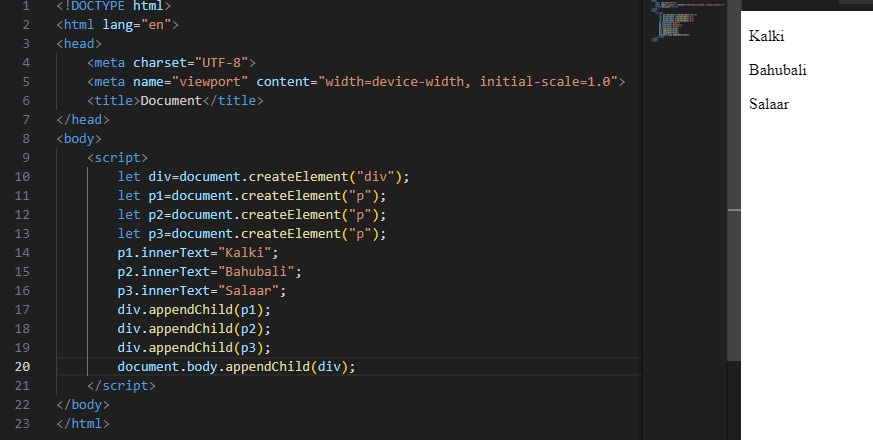 1 <!DOCTYPE html>
2 <html lang="en">
3 <head>
4 <meta charset="UTF-8">
5 <meta name="viewport" content="width=device-width, initial-scale=1.0">
6 <title>Document</title>
7 </head>
8 <body>
9 <script>
10 let div=document.createElement("div");
11 let p1=document.createElement("p");
12 let p2=document.createElement("p");
13 let p3=document.createElement("p");
14 p1.innerText="Kalki";
15 p2.innerText="Bahubali";
16 p3.innerText="Salaar";
17 div.appendChild(p1);
18 div.appendChild(p2);
19 div.appendChild(p3);
20 document.body.appendChild(div);
21 </script>
22 </body>
23 </html>
Kalki
Bahubali
Salaar